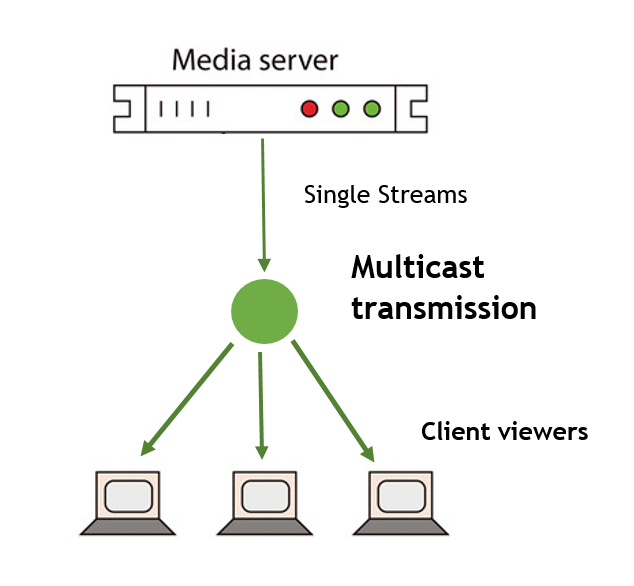 Media server
Single Streams
Multicast
transmission
Client viewers